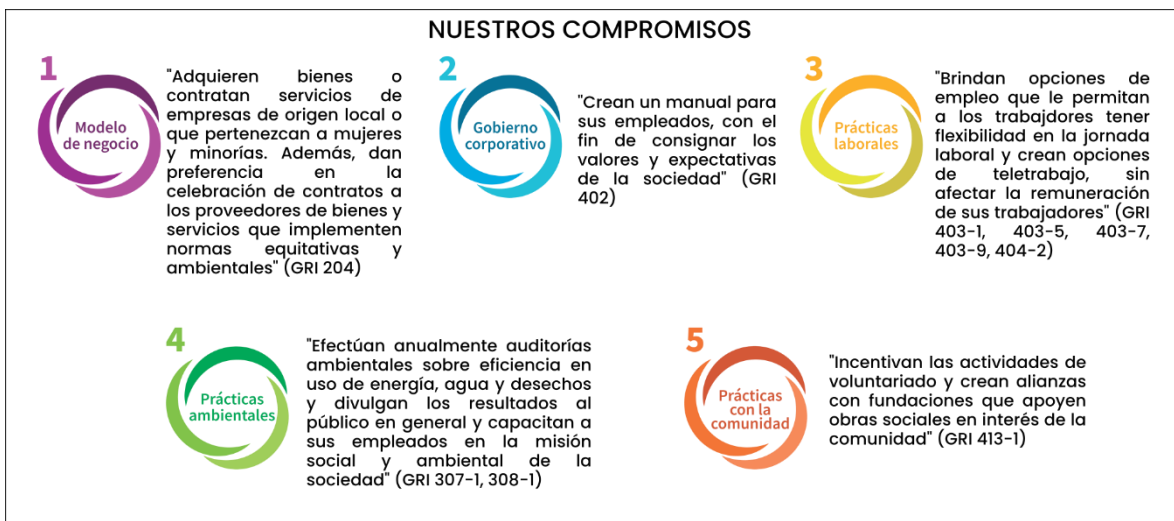 NUESTROS COMPROMISOS
1
Modelo
de negocio
"Adquieren bienes o
contratan servicios de
empresas de origen local o
que pertenezcan a mujeres
y minorías. Además, dan
preferencia en la
celebración de contratos a
los proveedores de bienes y
servicios que implementen
normas equitativas y
ambientales" (GRI 204)
2
Gobierno
corporativo
"Crean un manual para
sus empleados, con el
fin de consignar los
valores y expectativas
de la sociedad" (GRI
402)
3
Prácticas
laborales
"Brindan opciones de
empleo que le permitan
a los trabajdores tener
flexibilidad en la jornada
laboral y crean opciones
de teletrabajo, sin
afectar la remuneración
de sus trabajadores" (GRI
403-1, 403-5, 403-7,
403-9, 404-2)
4
Prácticas
ambientales
"Efectúan anualmente auditorías
ambientales sobre eficiencia en
uso de energía, agua y desechos
y divulgan los resultados al
público en general y capacitan a
sus empleados en la misión
social y ambiental de la
sociedad" (GRI 307-1, 308-1)
5
Prácticas
con la
comunidad
"Incentivan las actividades de
voluntariado y crean alianzas
con fundaciones que apoyen
obras sociales en interés de la
comunidad" (GRI 413-1)